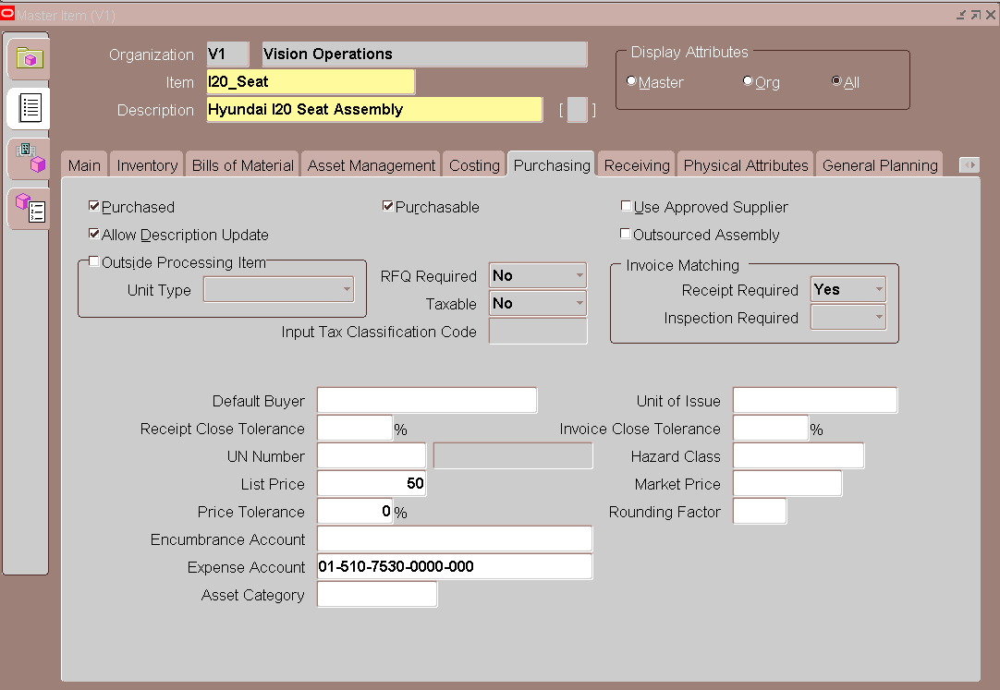 Master Item (V1)
Organization V1 Vision Operations
Display Attributes
Item I20_Seat
Master Org All
Description Hyundai I20 Seat Assembly [ ]
Main Inventory Bills of Material Asset Management Costing Purchasing Receiving Physical Attributes General Planning
Purchased Purchasable Use Approved Supplier
Allow Description Update Outsourced Assembly
Outside Processing Item
Unit Type
RFQ Required No
Taxable No
Input Tax Classification Code
Invoice Matching
Receipt Required Yes
Inspection Required
Default Buyer Unit of Issue
Receipt Close Tolerance % Invoice Close Tolerance %
UN Number Hazard Class
List Price 50 Market Price
Price Tolerance 0 % Rounding Factor
Encumbrance Account
Expense Account 01-510-7530-0000-000
Asset Category